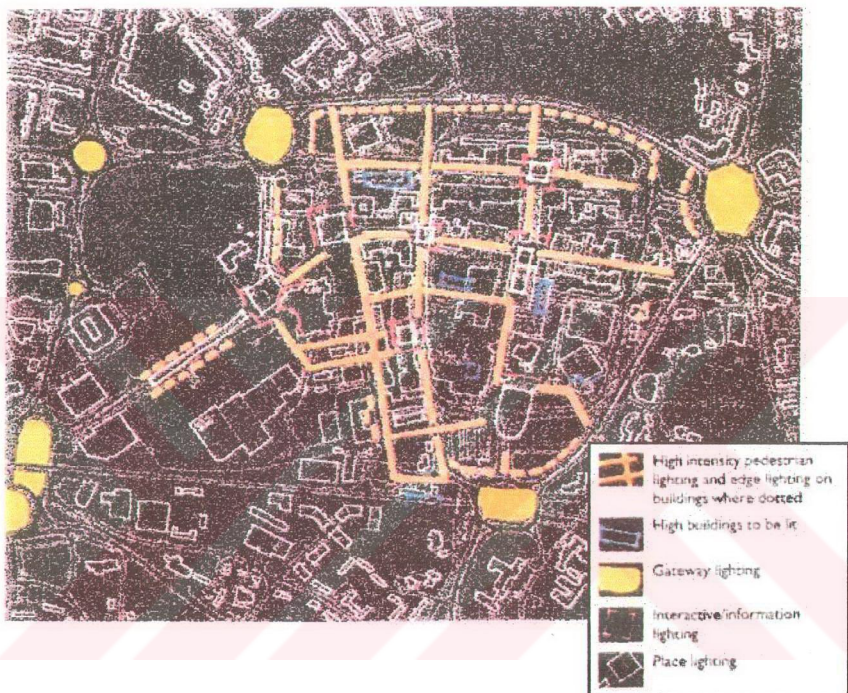 High intensity pedestrian
lighting and edge lighting on
buildings where dotted
High buildings to be lit
Gateway lighting
Interactive/information
lighting
Place lighting